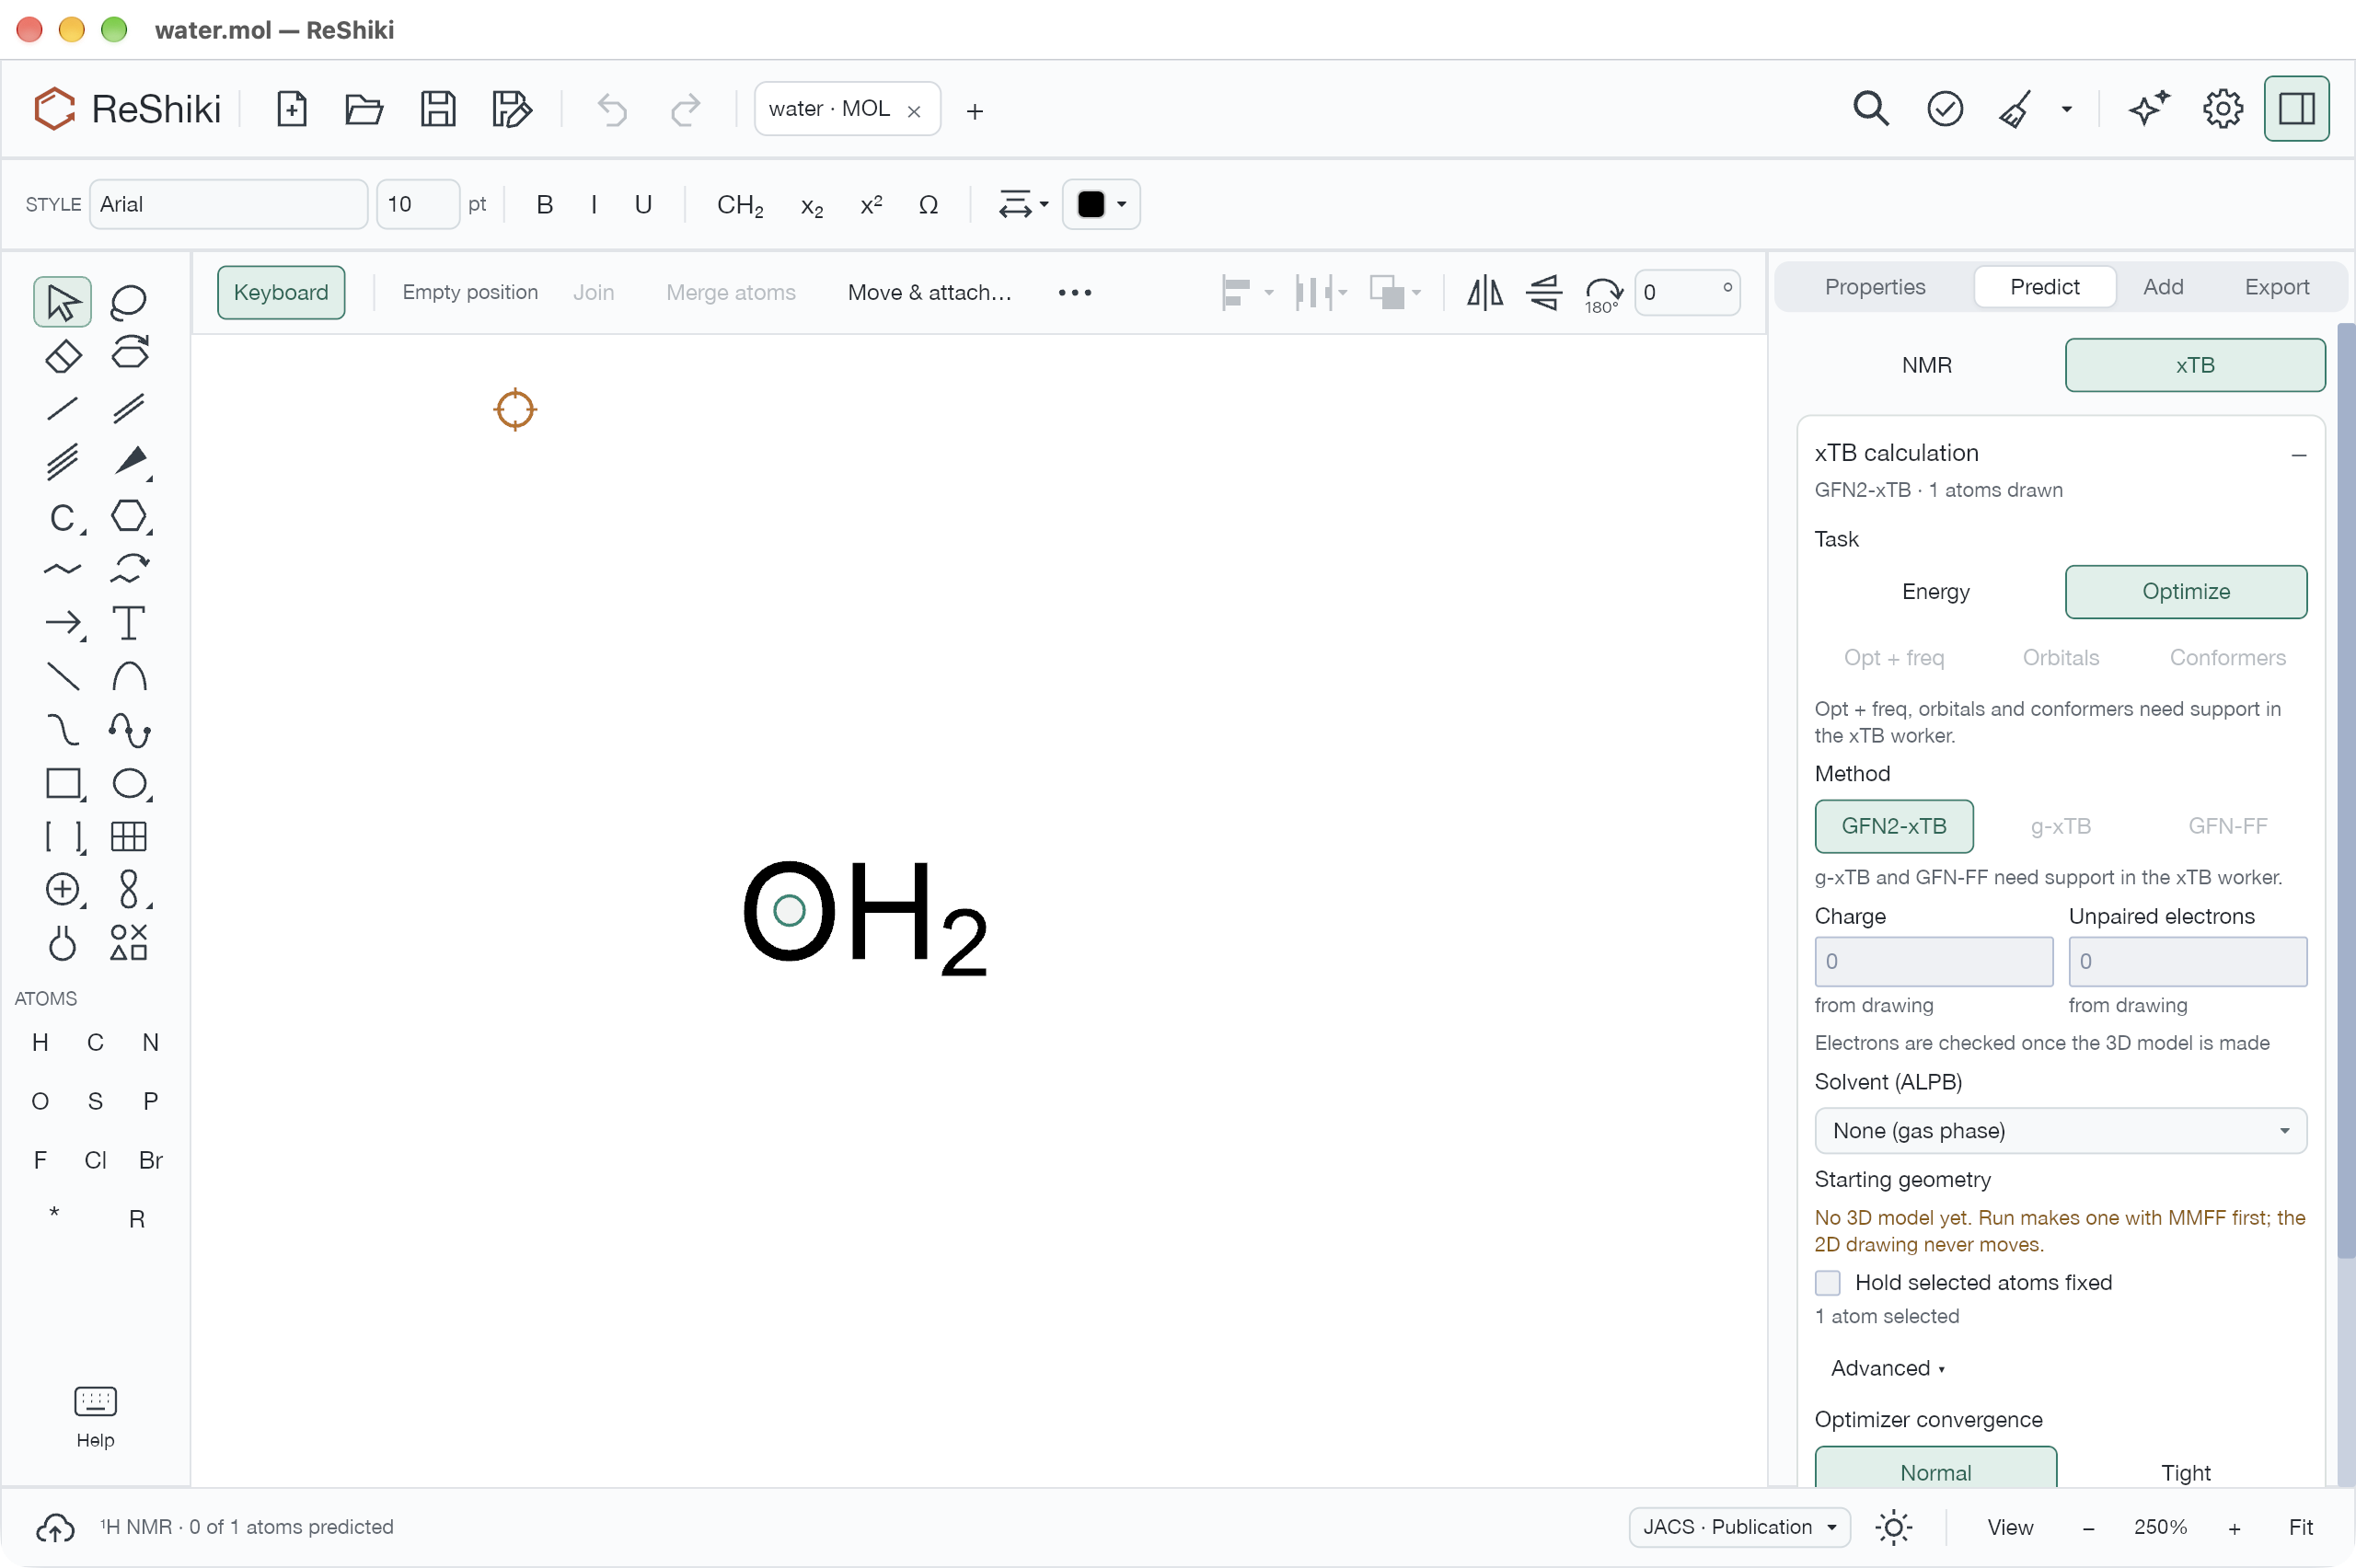 water.mol — ReShiki
ReShiki
water · MOL × +
STYLE Arial 10 pt B I U CH₂ x₂ x² Ω
Keyboard Empty position Join Merge atoms Move & attach... ••• 180° 0 °
Properties Predict Add Export
NMR xTB
xTB calculation –
GFN2-xTB · 1 atoms drawn
Task
Energy Optimize
Opt + freq Orbitals Conformers
Opt + freq, orbitals and conformers need support in
the xTB worker.
Method
GFN2-xTB g-xTB GFN-FF
g-xTB and GFN-FF need support in the xTB worker.
Charge Unpaired electrons
0 0
from drawing from drawing
Electrons are checked once the 3D model is made
Solvent (ALPB)
None (gas phase)
Starting geometry
No 3D model yet. Run makes one with MMFF first; the
2D drawing never moves.
Hold selected atoms fixed
1 atom selected
Advanced
Optimizer convergence
Normal Tight
C
T
[ ]
OH₂
ATOMS
H C N
O S P
F Cl Br
* R
Help
¹H NMR · 0 of 1 atoms predicted
JACS · Publication View – 250% + Fit